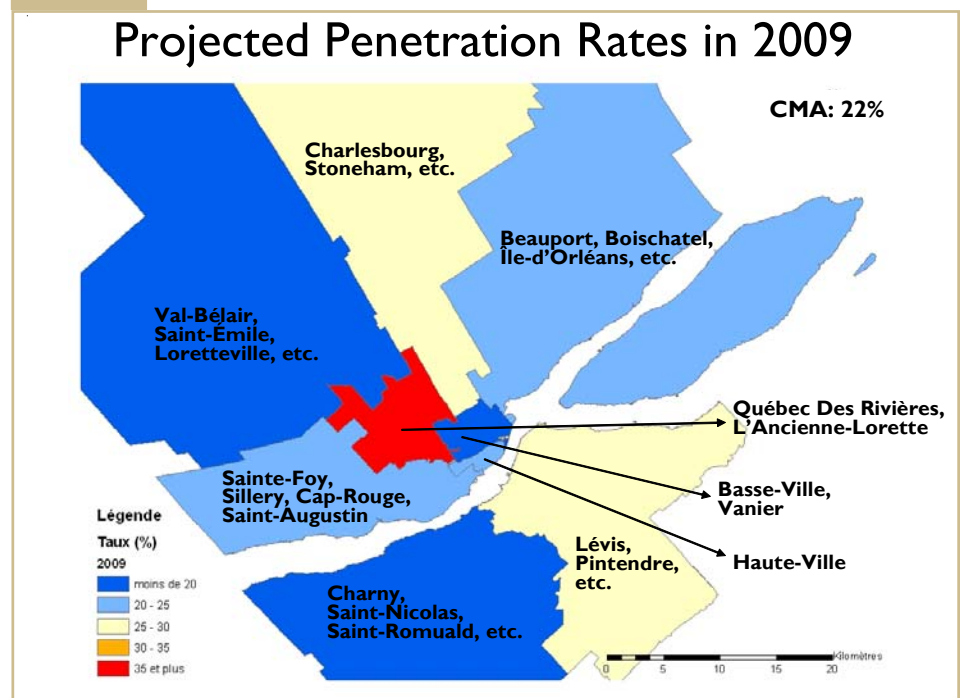 Projected Penetration Rates in 2009
CMA: 22%
Charlesbourg,
Stoneham, etc.
Beauport, Boischatel,
Île-d'Orléans, etc.
Val-Bélair,
Saint-Émile,
Loretteville, etc.
Québec Des Rivières,
L'Ancienne-Lorette
Sainte-Foy,
Sillery, Cap-Rouge,
Saint-Augustin
Basse-Ville,
Vanier
Haute-Ville
Lévis,
Pintendre,
etc.
Charny,
Saint-Nicolas,
Saint-Romuald, etc.
Légende
Taux (%)
2009
moins de 20
20 - 25
25 - 30
30 - 35
35 et plus
Kilomètres
0 5 10 15 20